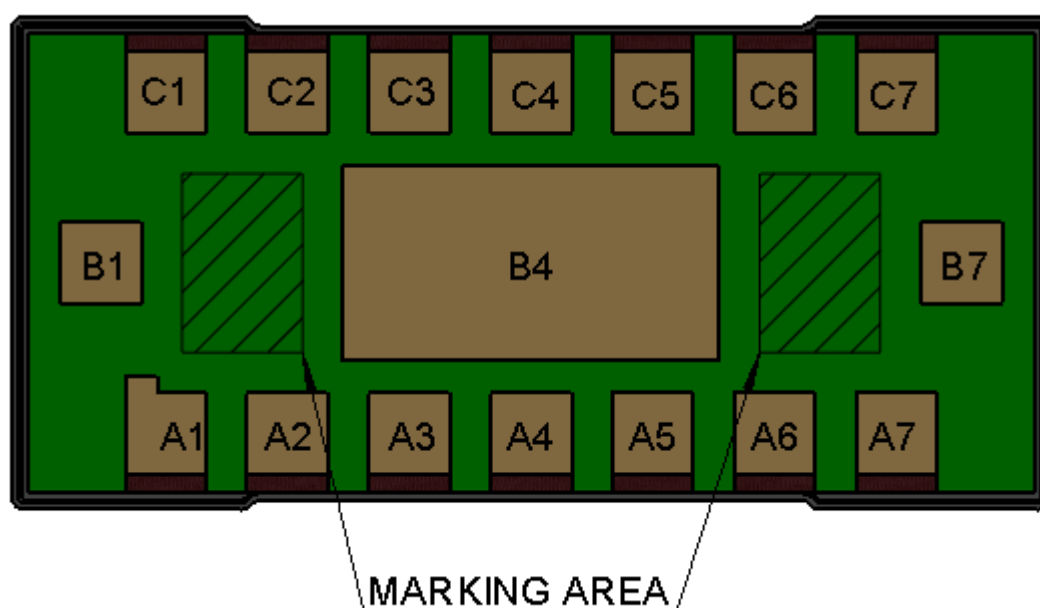 C1 C2 C3 C4 C5 C6 C7
B1 B4 B7
A1 A2 A3 A4 A5 A6 A7
MARKING AREA